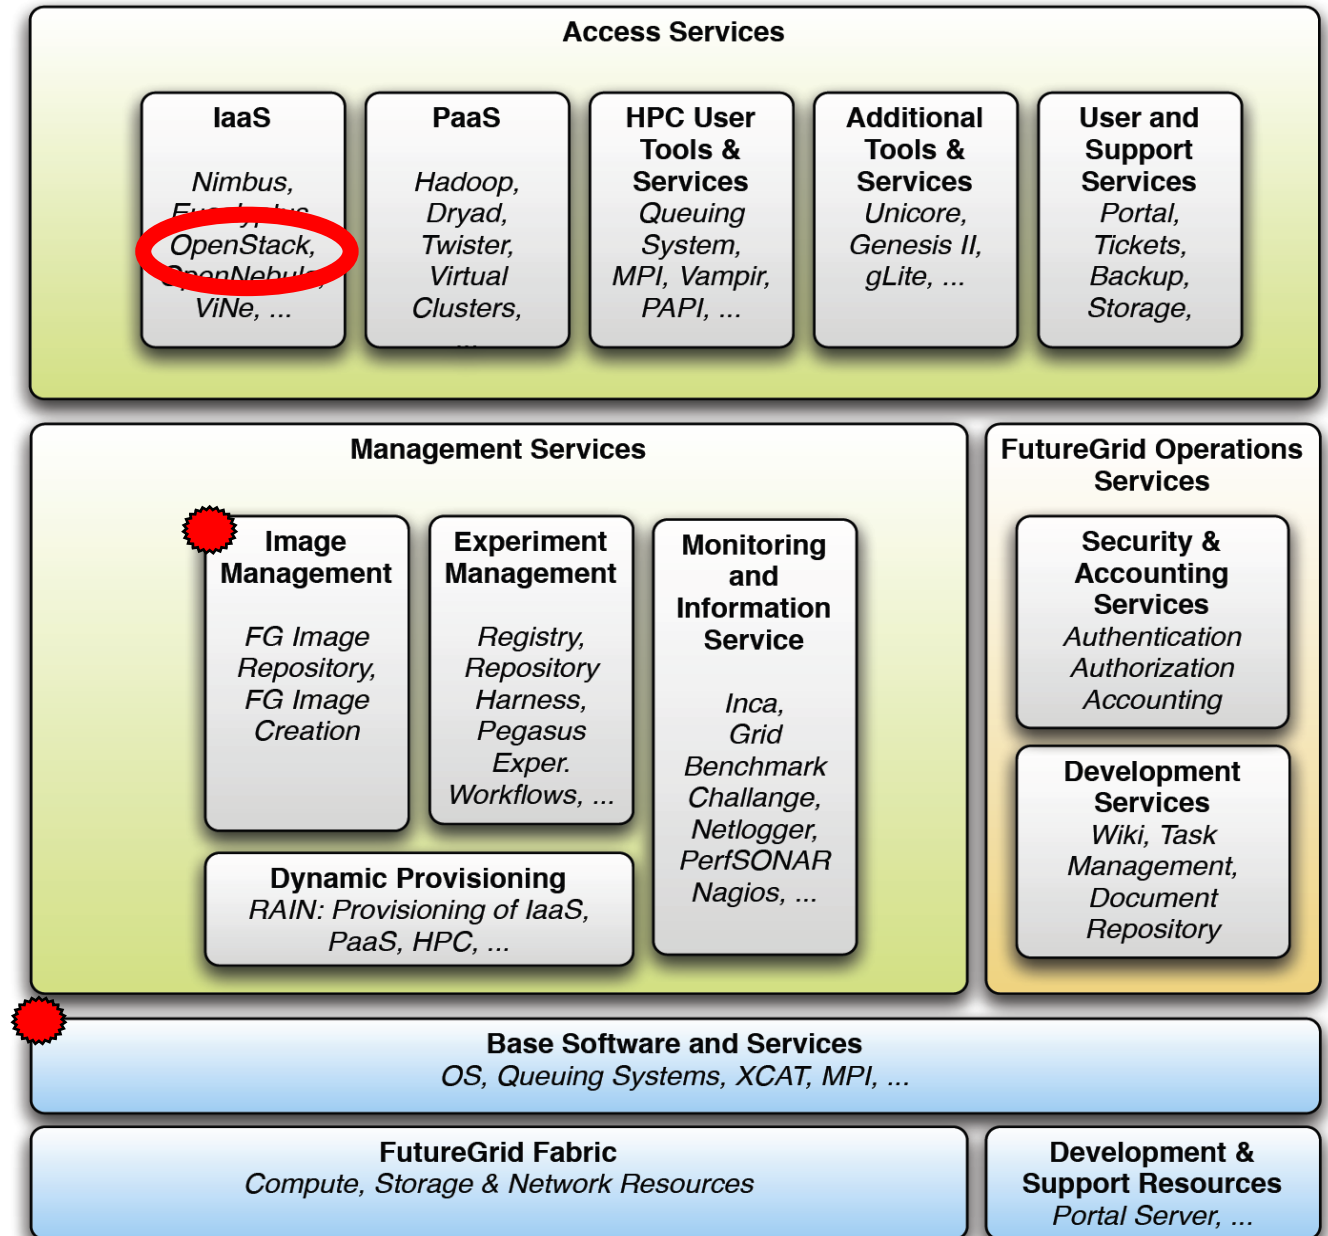 Access Services
IaaS
Nimbus,
Eucalyptus,
OpenStack,
OpenNebula,
ViNe, ...
PaaS
Hadoop,
Dryad,
Twister,
Virtual
Clusters,
...
HPC User
Tools &
Services
Queuing
System,
MPI, Vampir,
PAPI, ...
Additional
Tools &
Services
Unicore,
Genesis II,
gLite, ...
User and
Support
Services
Portal,
Tickets,
Backup,
Storage,
Management Services
Image
Management
FG Image
Repository,
FG Image
Creation
Experiment
Management
Registry,
Repository
Harness,
Pegasus
Exper.
Workflows, ...
Monitoring
and
Information
Service
Inca,
Grid
Benchmark
Challange,
Netlogger,
PerfSONAR
Nagios, ...
Dynamic Provisioning
RAIN: Provisioning of IaaS,
PaaS, HPC, ...
FutureGrid Operations
Services
Security &
Accounting
Services
Authentication
Authorization
Accounting
Development
Services
Wiki, Task
Management,
Document
Repository
Base Software and Services
OS, Queuing Systems, XCAT, MPI, ...
FutureGrid Fabric
Compute, Storage & Network Resources
Development &
Support Resources
Portal Server, ...